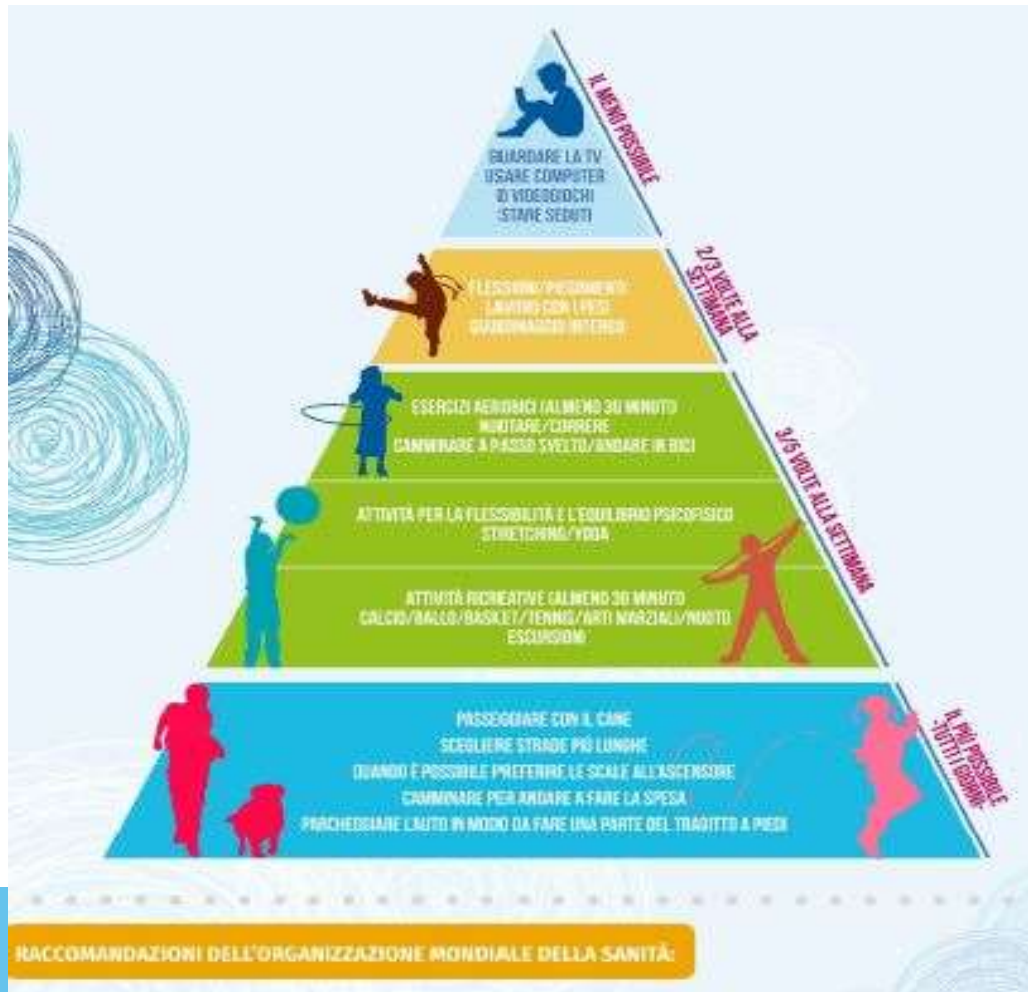 IL MENO POSSIBILE
GUARDARE LA TV
USARE COMPUTER
O VIDEOGIOCHI
STARE SEDUTI
2/3 VOLTE ALLA
SETTIMANA
FLESSIONI/PIEGAMENTI
LAVORO CON I PESI
GIARDINAGGIO INTENSO
3/5 VOLTE ALLA SETTIMANA
ESERCIZI AEROBICI (ALMENO 30 MINUTI)
NUOTARE/CORRERE
CAMMINARE A PASSO SVELTO/ANDARE IN BICI
ATTIVITÀ PER LA FLESSIBILITÀ E L'EQUILIBRIO PSICOFISICO
STRETCHING/YOGA
ATTIVITÀ RICREATIVE (ALMENO 30 MINUTI)
CALCIO/BALLO/BASKET/TENNIS/ARTI MARZIALI/NUOTO
ESCURSIONI
IL PIÙ POSSIBILE
-TUTTI I GIORNI-
PASSEGGIARE CON IL CANE
SCEGLIERE STRADE PIÙ LUNGHE
QUANDO È POSSIBILE PREFERIRE LE SCALE ALL'ASCENSORE
CAMMINARE PER ANDARE A FARE LA SPESA
PARCHEGGIARE L'AUTO IN MODO DA FARE UNA PARTE DEL TRAGITTO A PIEDI
RACCOMANDAZIONI DELL'ORGANIZZAZIONE MONDIALE DELLA SANITÀ: